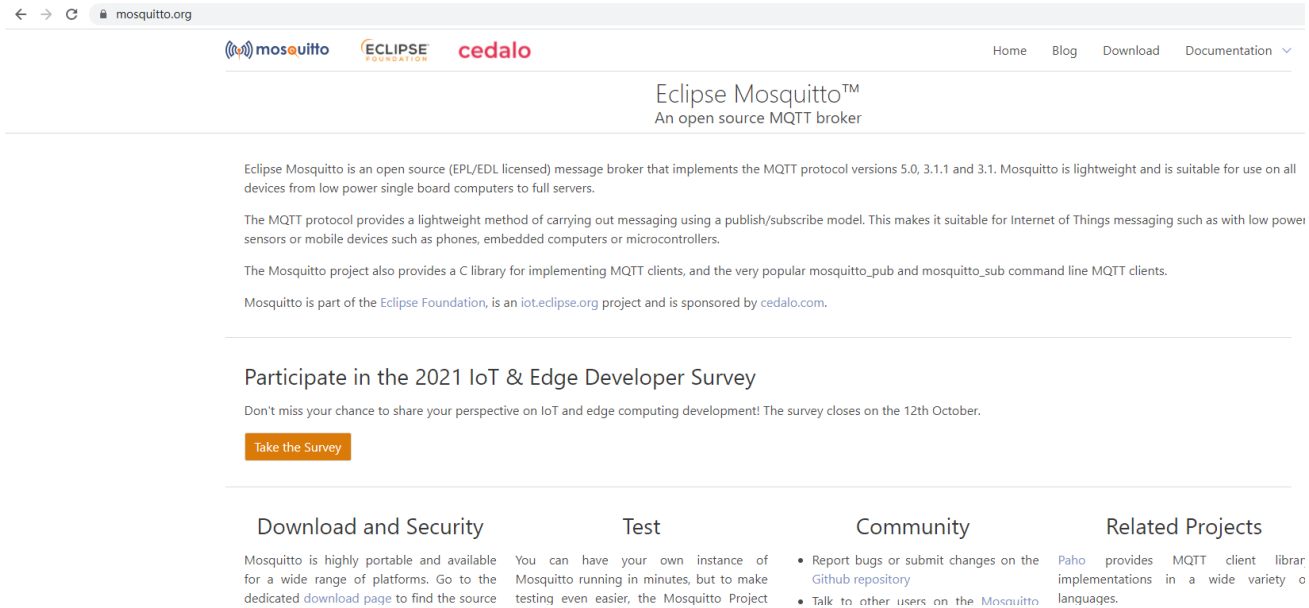 mosquitto.org
mosquitto ECLIPSE FOUNDATION cedalo Home Blog Download Documentation
Eclipse Mosquitto™
An open source MQTT broker
Eclipse Mosquitto is an open source (EPL/EDL licensed) message broker that implements the MQTT protocol versions 5.0, 3.1.1 and 3.1. Mosquitto is lightweight and is suitable for use on all
devices from low power single board computers to full servers.
The MQTT protocol provides a lightweight method of carrying out messaging using a publish/subscribe model. This makes it suitable for Internet of Things messaging such as with low power
sensors or mobile devices such as phones, embedded computers or microcontrollers.
The Mosquitto project also provides a C library for implementing MQTT clients, and the very popular mosquitto_pub and mosquitto_sub command line MQTT clients.
Mosquitto is part of the Eclipse Foundation, is an iot.eclipse.org project and is sponsored by cedalo.com.
Participate in the 2021 IoT & Edge Developer Survey
Don't miss your chance to share your perspective on IoT and edge computing development! The survey closes on the 12th October.
Take the Survey
Download and Security
Mosquitto is highly portable and available
for a wide range of platforms. Go to the
dedicated download page to find the source
Test
You can have your own instance of
Mosquitto running in minutes, but to make
testing even easier, the Mosquitto Project
Community
• Report bugs or submit changes on the
Github repository
• Talk to other users on the Mosquitto
Related Projects
Paho provides MQTT client library
implementations in a wide variety of
languages.